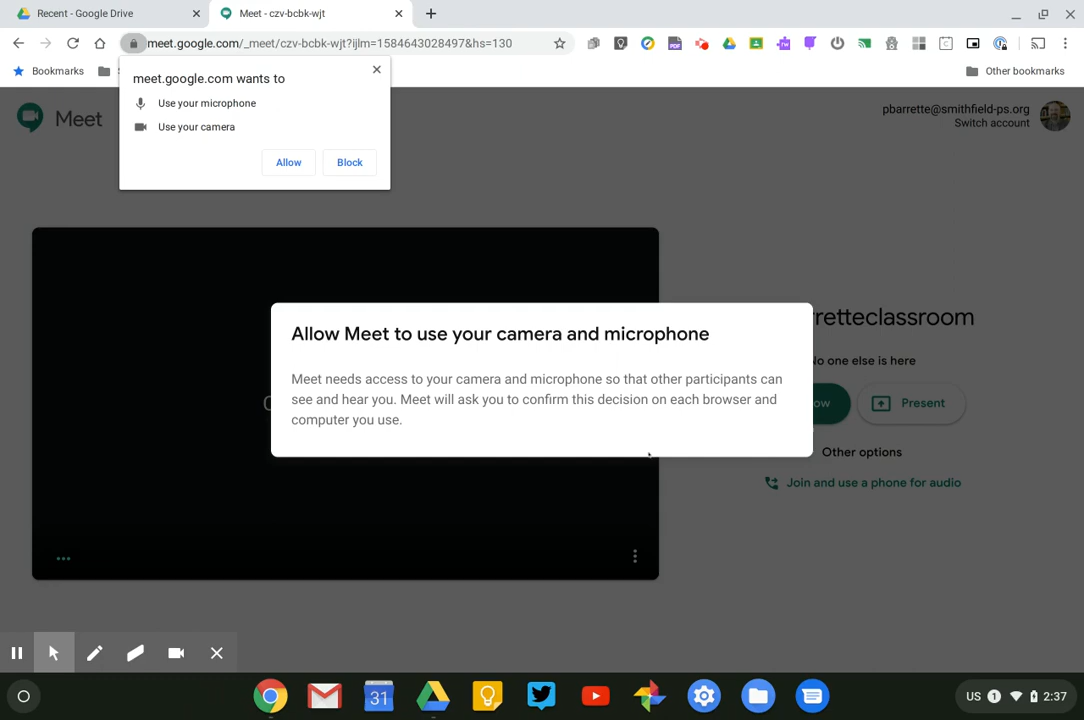 Recent - Google Drive
Meet - czv-bcbk-wjt
meet.google.com/_meet/czv-bcbk-wjt?ijlm=1584643028497&hs=130
Bookmarks
Other bookmarks
meet.google.com wants to
Use your microphone
Use your camera
Allow
Block
Meet
pbarrette@smithfield-ps.org
Switch account
Allow Meet to use your camera and microphone
Meet needs access to your camera and microphone so that other participants can
see and hear you. Meet will ask you to confirm this decision on each browser and
computer you use.
rretteclassroom
No one else is here
ow
Present
Other options
Join and use a phone for audio
31
US 1 2:37